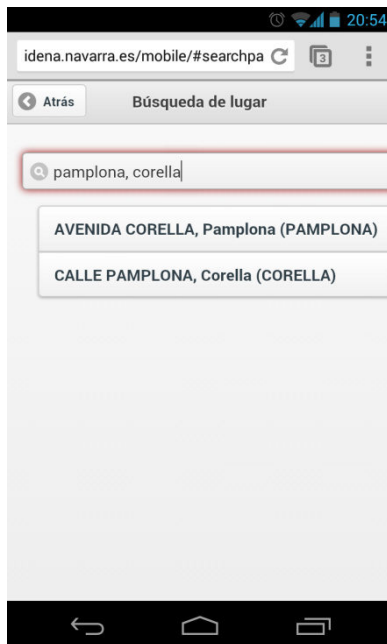 20:54
idena.navarra.es/mobile/#searchpa
3
Atrás
Búsqueda de lugar
pamplona, corella
AVENIDA CORELLA, Pamplona (PAMPLONA)
CALLE PAMPLONA, Corella (CORELLA)